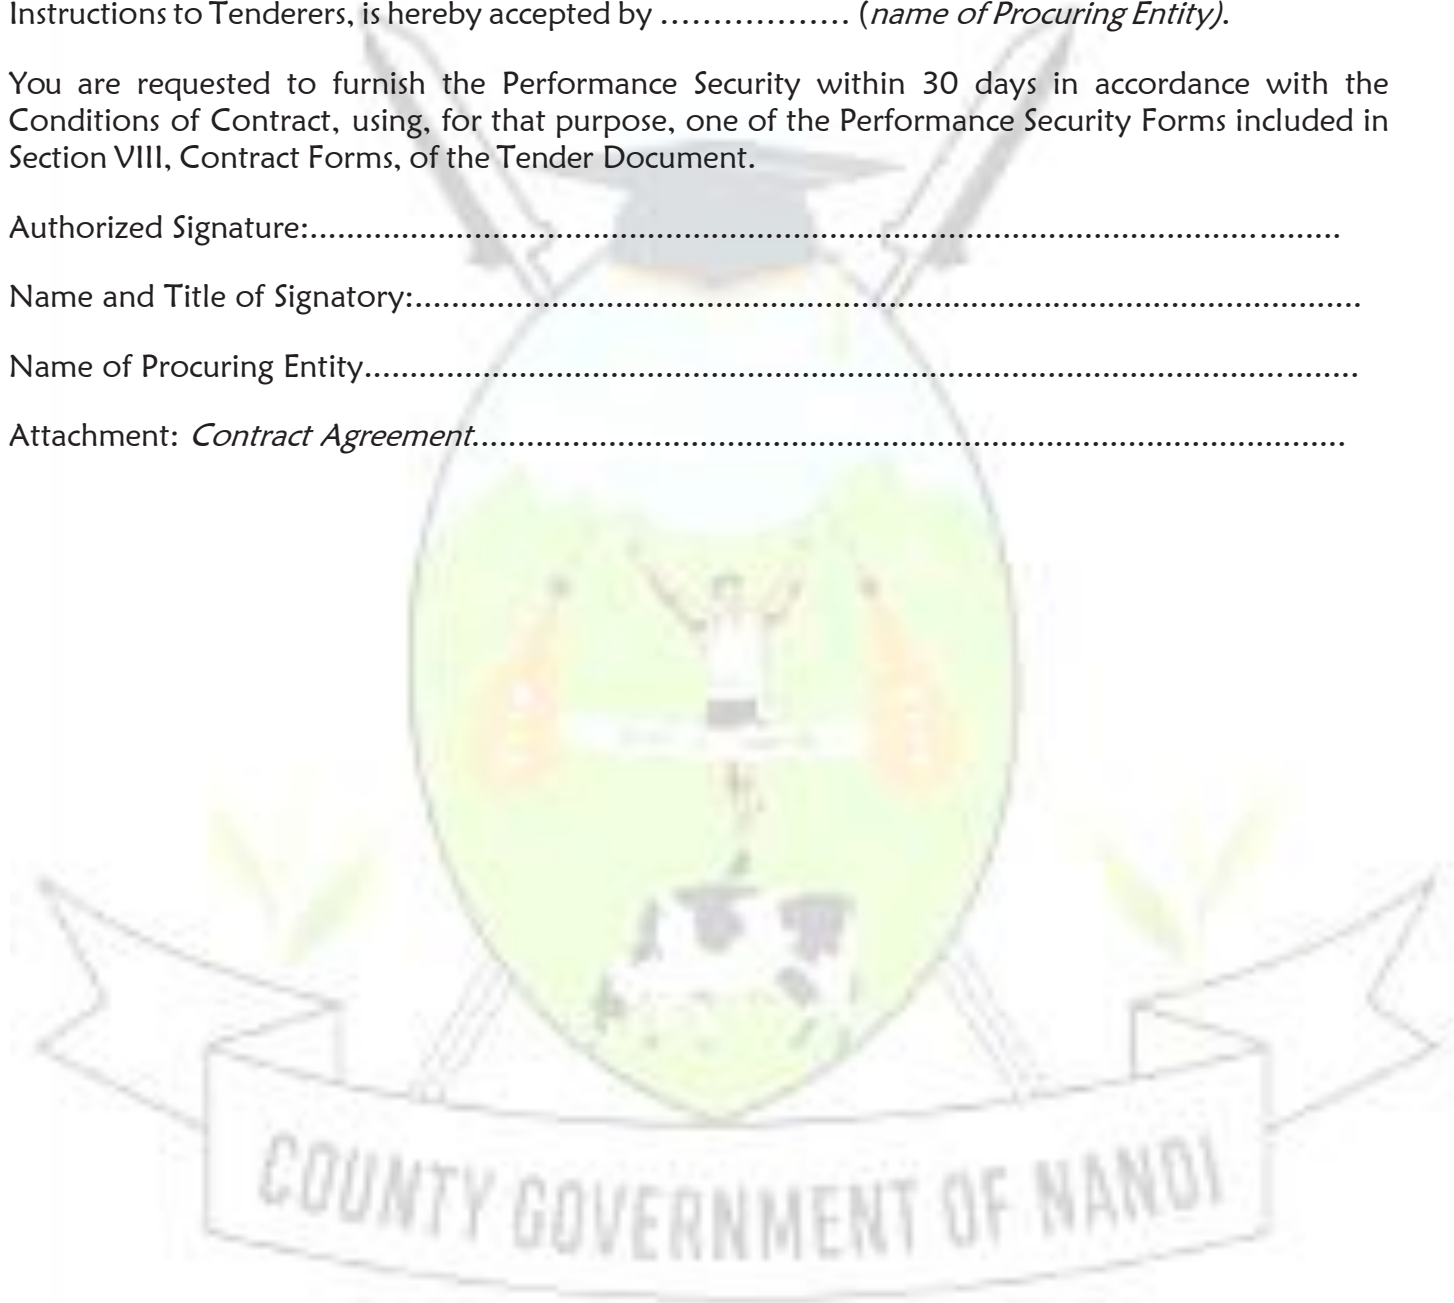 Instructions to Tenderers, is hereby accepted by .................. (name of Procuring Entity).
You are requested to furnish the Performance Security within 30 days in accordance with the
Conditions of Contract, using, for that purpose, one of the Performance Security Forms included in
Section VIII, Contract Forms, of the Tender Document.
Authorized Signature:.................................................................................................................
Name and Title of Signatory:........................................................................................................
Name of Procuring Entity.............................................................................................................
Attachment: Contract Agreement................................................................................................
COUNTY GOVERNMENT OF NANDI